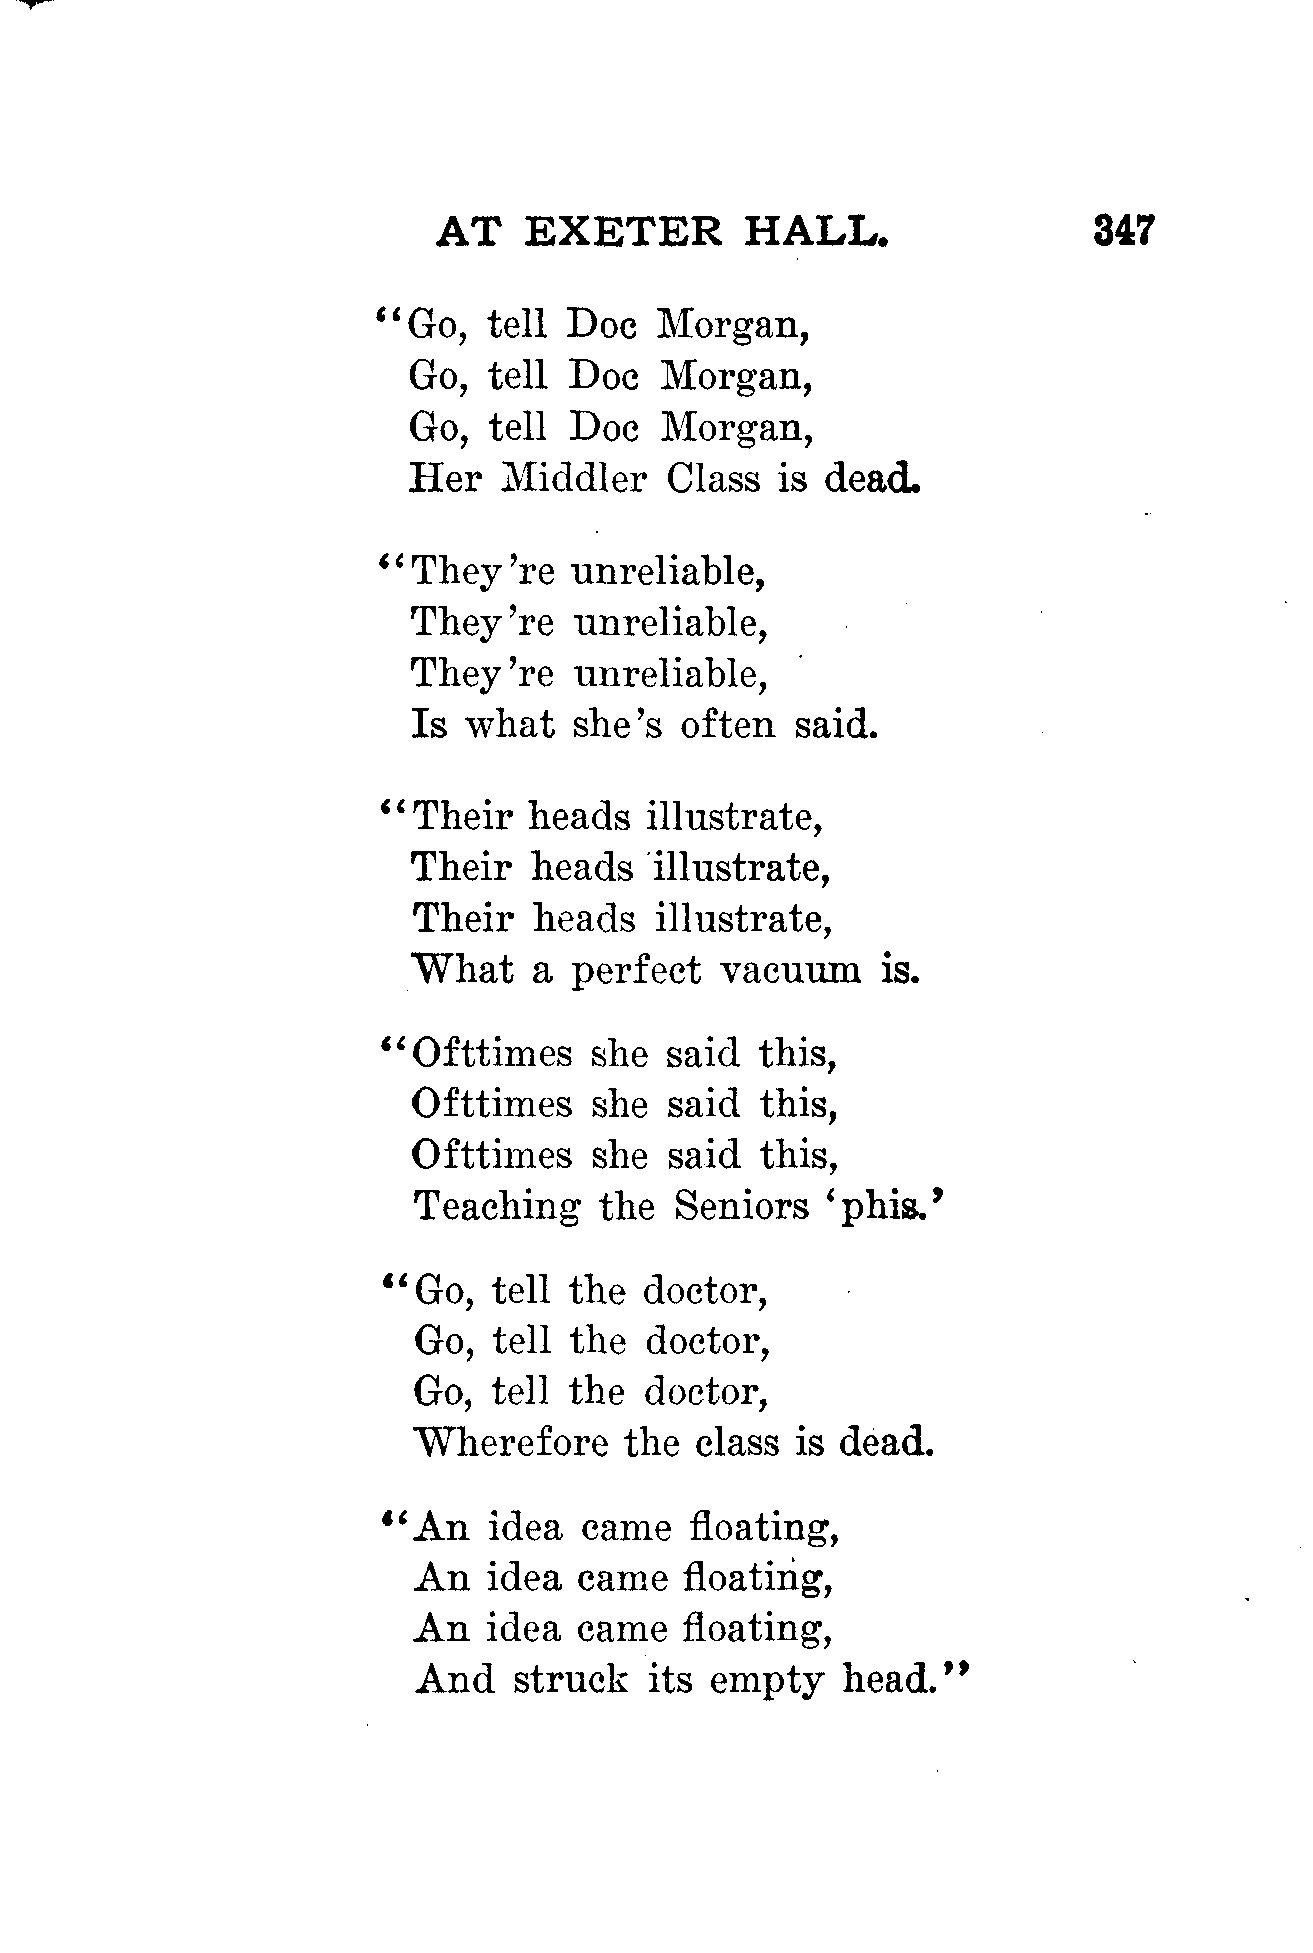 AT EXETER HALL. 347
“Go, tell Doc Morgan,
Go, tell Doc Morgan,
Go, tell Doc Morgan,
Her Middler Class is dead.
“They're unreliable,
They're unreliable,
They're unreliable,
Is what she's often said.
“Their heads illustrate,
Their heads illustrate,
Their heads illustrate,
What a perfect vacuum is.
“Ofttimes she said this,
Ofttimes she said this,
Ofttimes she said this,
Teaching the Seniors ‘phis.’
“Go, tell the doctor,
Go, tell the doctor,
Go, tell the doctor,
Wherefore the class is dead.
“An idea came floating,
An idea came floating,
An idea came floating,
And struck its empty head.”